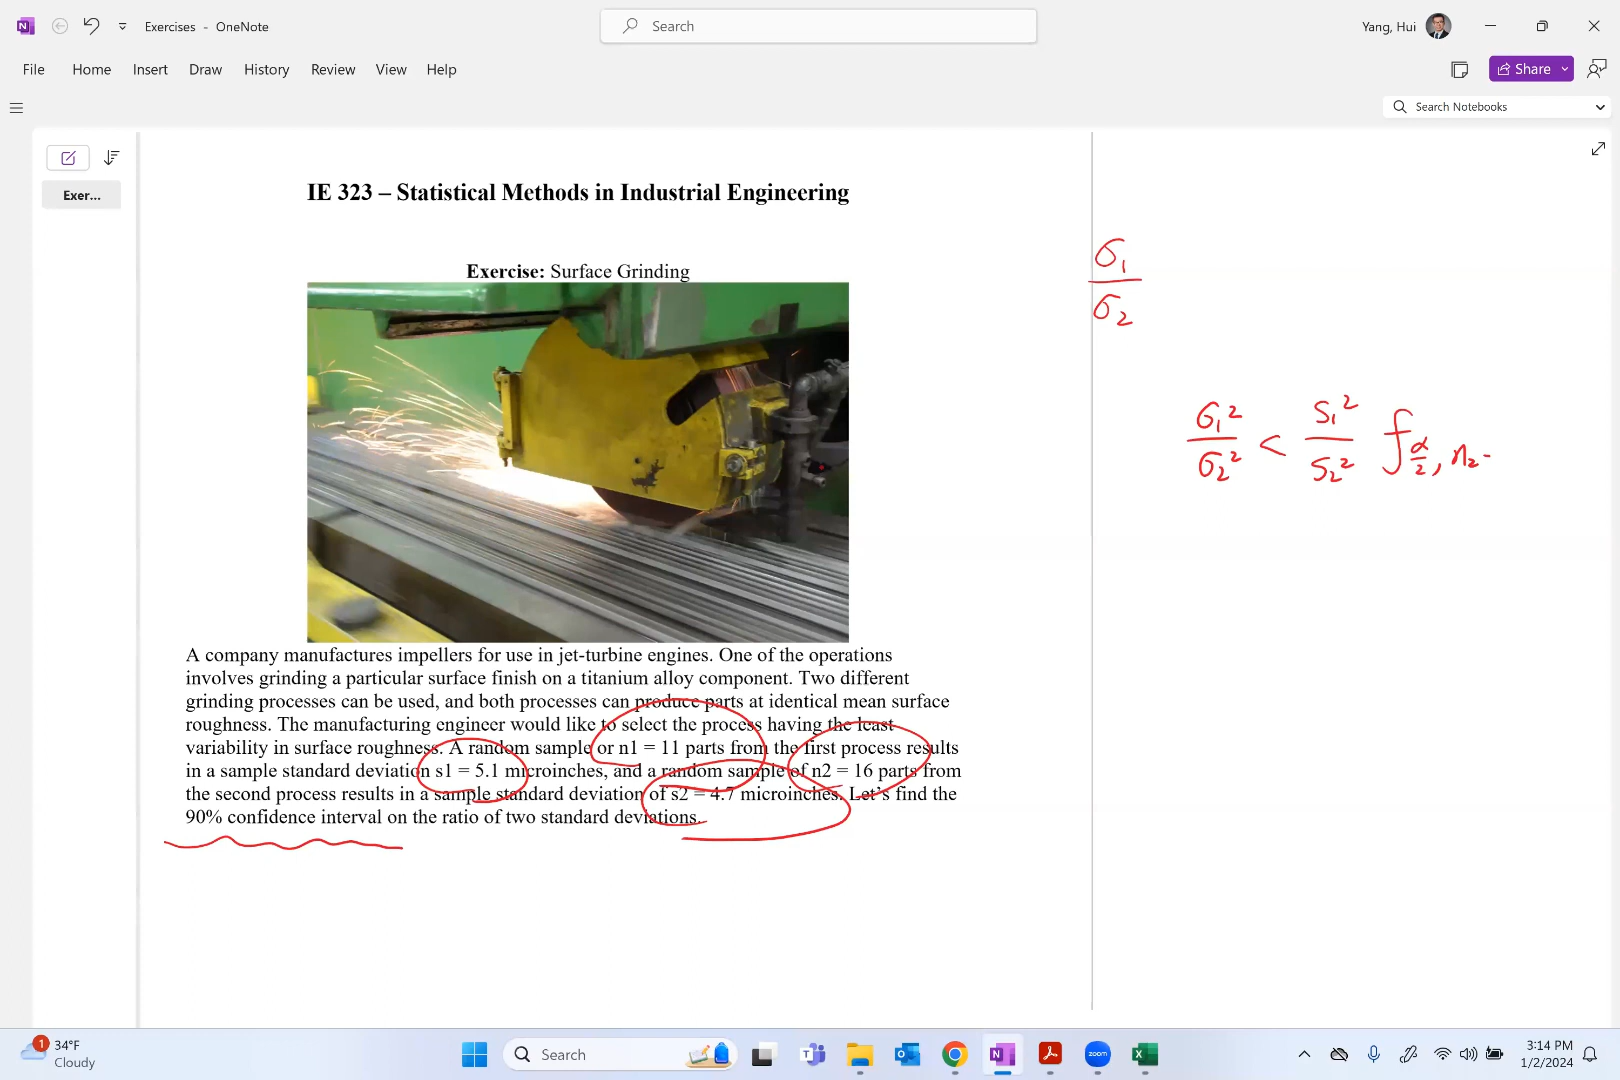 Exercises - OneNote
Search
Yang, Hui
File Home Insert Draw History Review View Help
Share
Search Notebooks
Exer...
IE 323 – Statistical Methods in Industrial Engineering
Exercise: Surface Grinding
A company manufactures impellers for use in jet-turbine engines. One of the operations
involves grinding a particular surface finish on a titanium alloy component. Two different
grinding processes can be used, and both processes can produce parts at identical mean surface
roughness. The manufacturing engineer would like to select the process having the least
variability in surface roughness. A random sample or n1 = 11 parts from the first process results
in a sample standard deviation s1 = 5.1 microinches, and a random sample of n2 = 16 parts from
the second process results in a sample standard deviation of s2 = 4.7 microinches. Let’s find the
90% confidence interval on the ratio of two standard deviations.
σ₁
σ₂
σ₁² / σ₂² < s₁² / s₂² f α/2, n₂-
1
34°F
Cloudy
Search
zoom
3:14 PM
1/2/2024